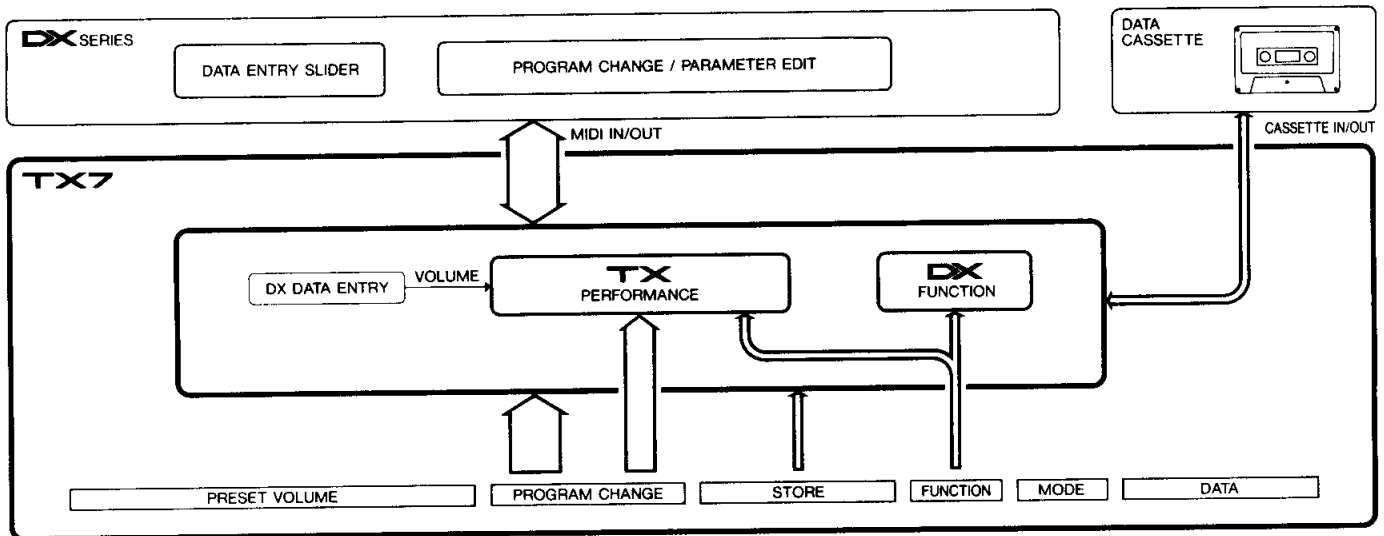 DX SERIES
DATA ENTRY SLIDER
PROGRAM CHANGE / PARAMETER EDIT
DATA
CASSETTE
MIDI IN/OUT
CASSETTE IN/OUT
TX7
DX DATA ENTRY
VOLUME
TX
PERFORMANCE
DX
FUNCTION
PRESET VOLUME
PROGRAM CHANGE
STORE
FUNCTION
MODE
DATA